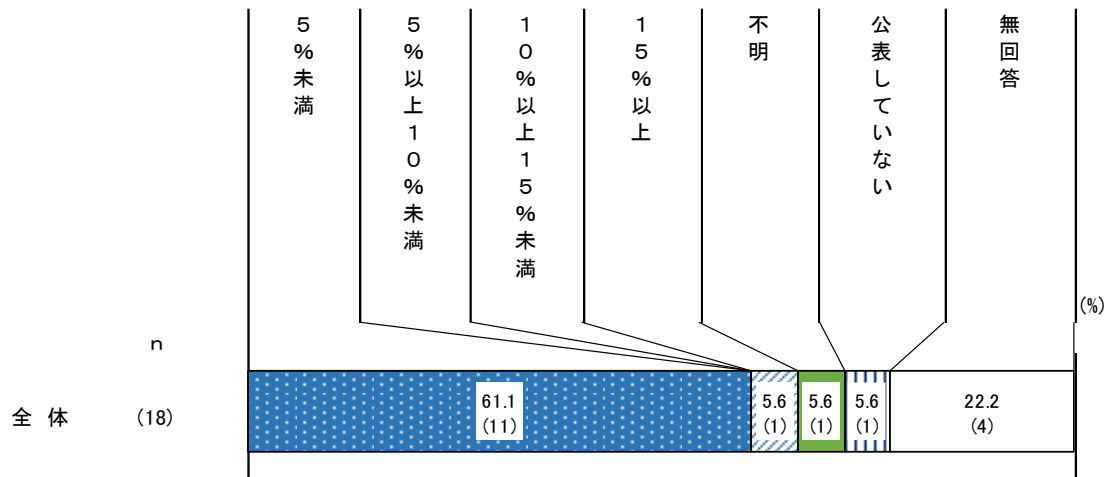 5%未満
5%以上10%未満
10%以上15%未満
15%以上
不明
公表していない
無回答
(%)
n
全体 (18)
61.1
(11)
5.6
(1)
5.6
(1)
5.6
(1)
22.2
(4)